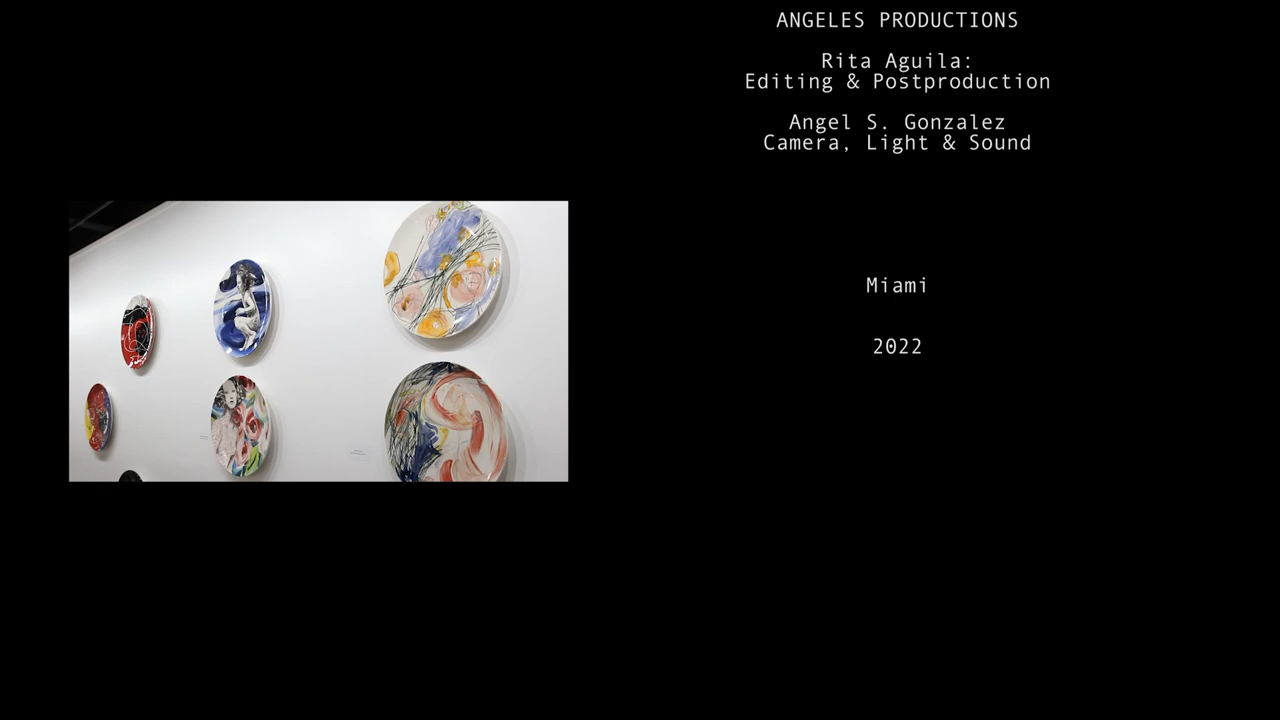 ANGELES PRODUCTIONS
Rita Aguila:
Editing & Postproduction
Angel S. Gonzalez
Camera, Light & Sound
Miami
2022